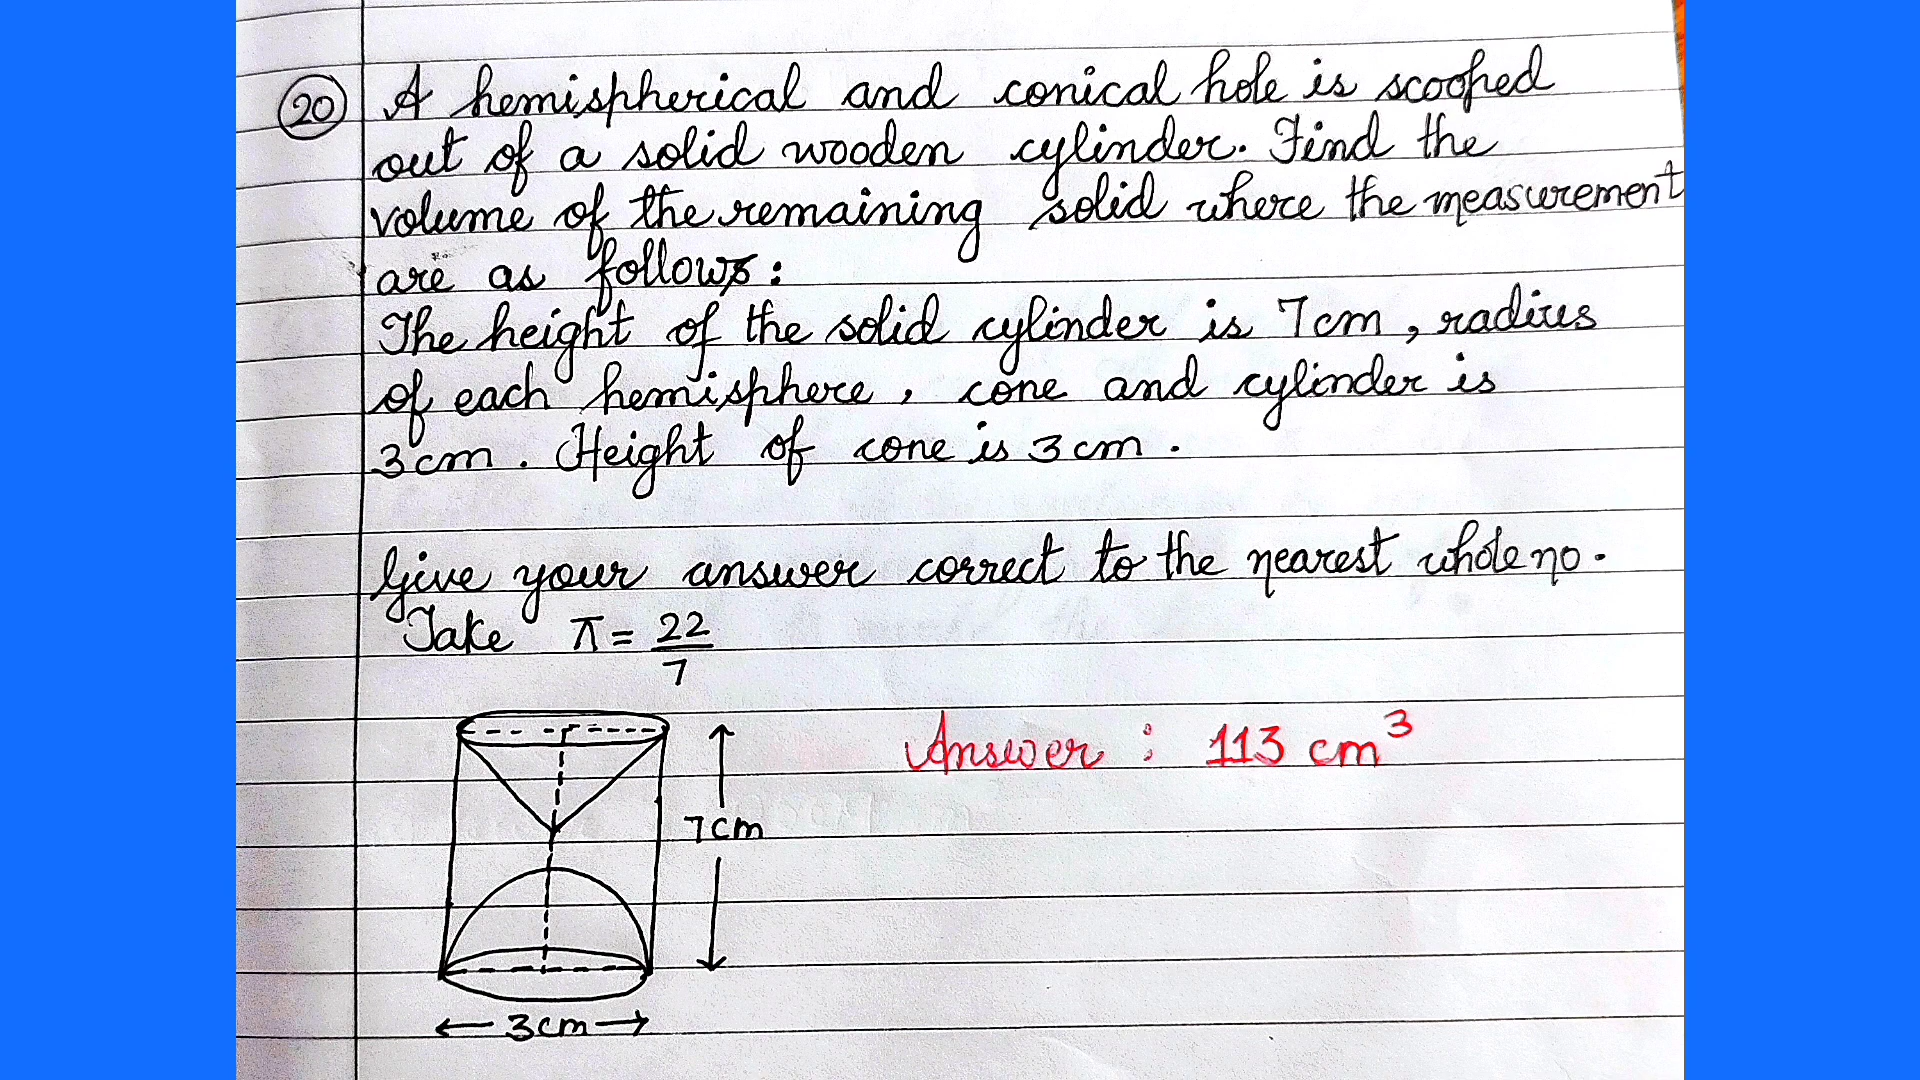 20 A hemispherical and conical hole is scooped
out of a solid wooden cylinder. Find the
volume of the remaining solid where the measurement
are as follows:
The height of the solid cylinder is 7cm, radius
of each hemisphere, cone and cylinder is
3cm. Height of cone is 3cm.
Give your answer correct to the nearest whole no.
Take π = 22/7
Answer : 113 cm³
7cm
3cm